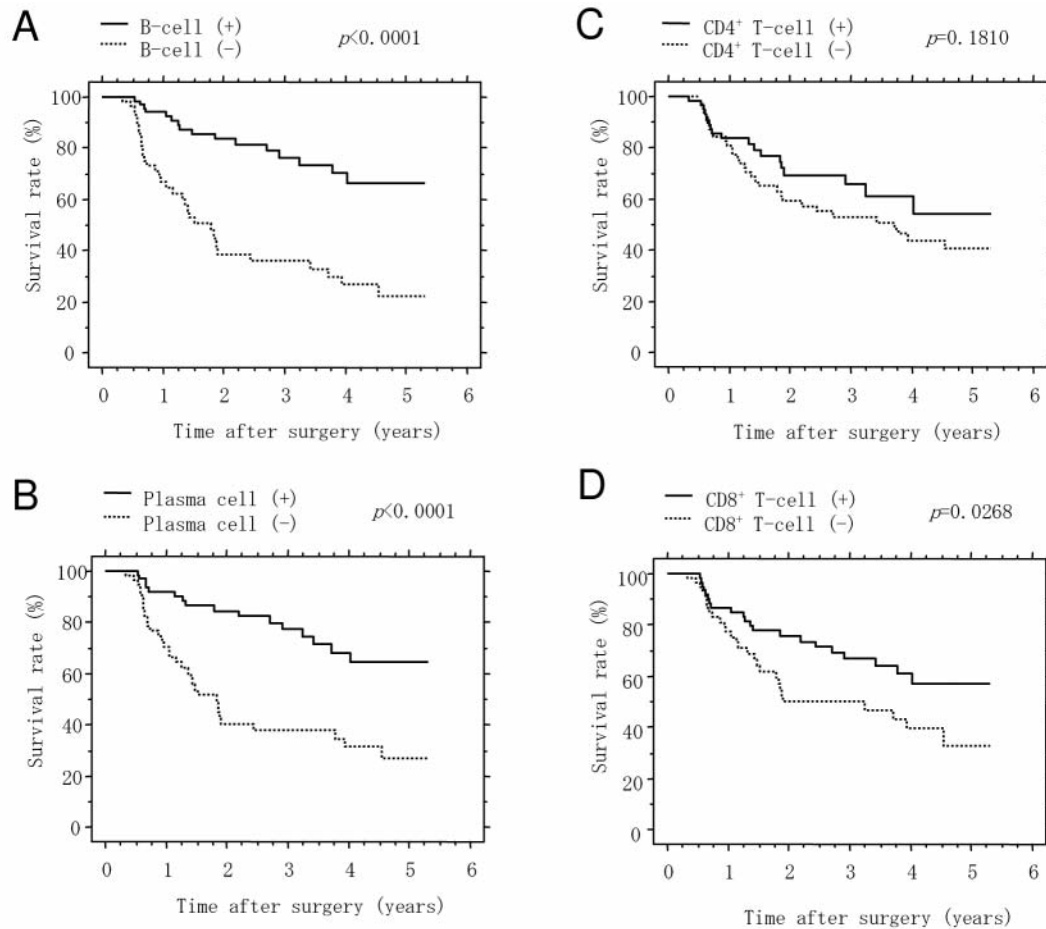 A
B-cell (+)
B-cell (-)
p<0.0001
Survival rate (%)
100
80
60
40
20
0
0 1 2 3 4 5 6
Time after surgery (years)
B
Plasma cell (+)
Plasma cell (-)
p<0.0001
Survival rate (%)
100
80
60
40
20
0
0 1 2 3 4 5 6
Time after surgery (years)
C
CD4+ T-cell (+)
CD4+ T-cell (-)
p=0.1810
Survival rate (%)
100
80
60
40
20
0
0 1 2 3 4 5 6
Time after surgery (years)
D
CD8+ T-cell (+)
CD8+ T-cell (-)
p=0.0268
Survival rate (%)
100
80
60
40
20
0
0 1 2 3 4 5 6
Time after surgery (years)